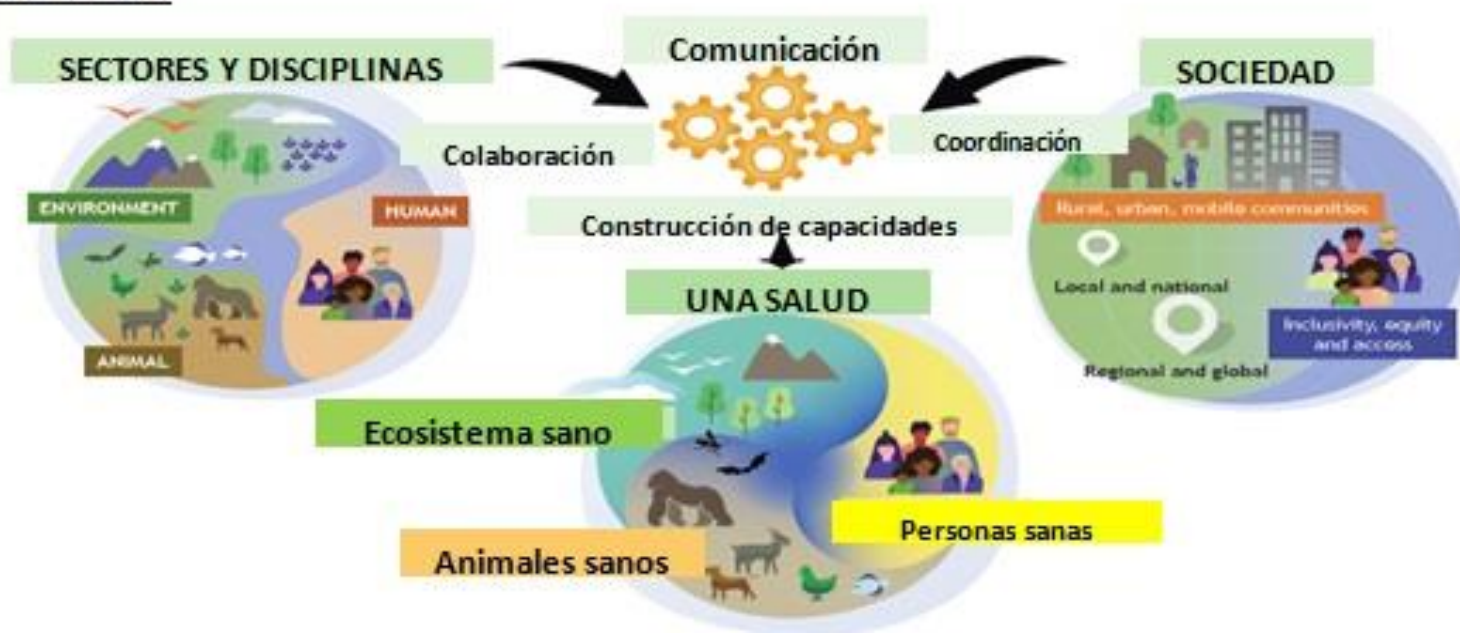 Comunicación
SECTORES Y DISCIPLINAS
SOCIEDAD
Colaboración
Coordinación
ENVIRONMENT
HUMAN
Rural, urban, mobile communities
Construcción de capacidades
Local and national
UNA SALUD
Inclusivity, equity
and access
ANIMAL
Regional and global
Ecosistema sano
Personas sanas
Animales sanos